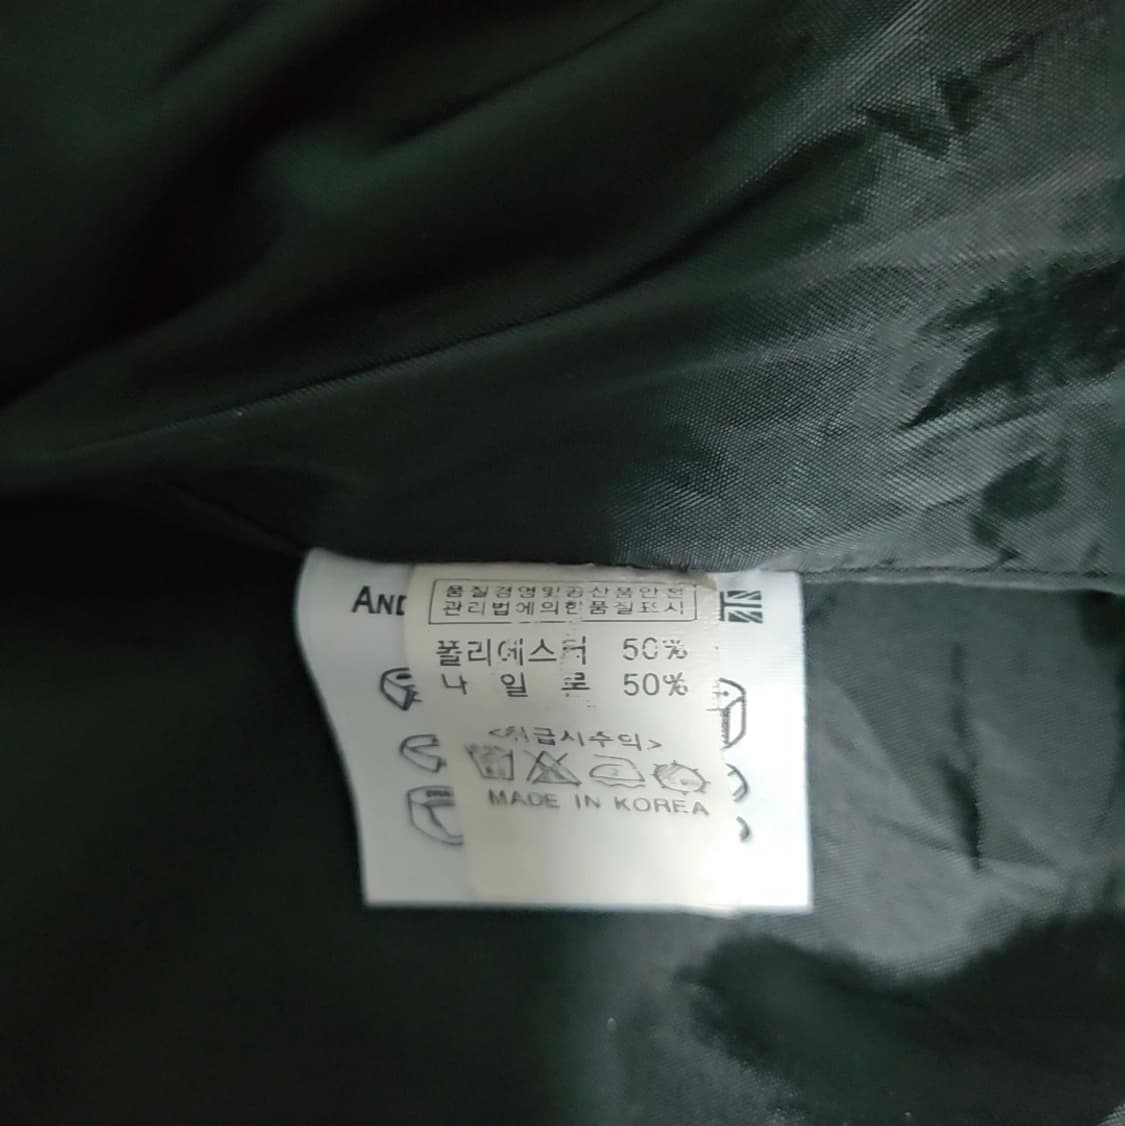 품질경영및공산품안전
관리법에의한품질표시
폴리에스터 50%
나 일 론 50%
<취급시주의>
MADE IN KOREA